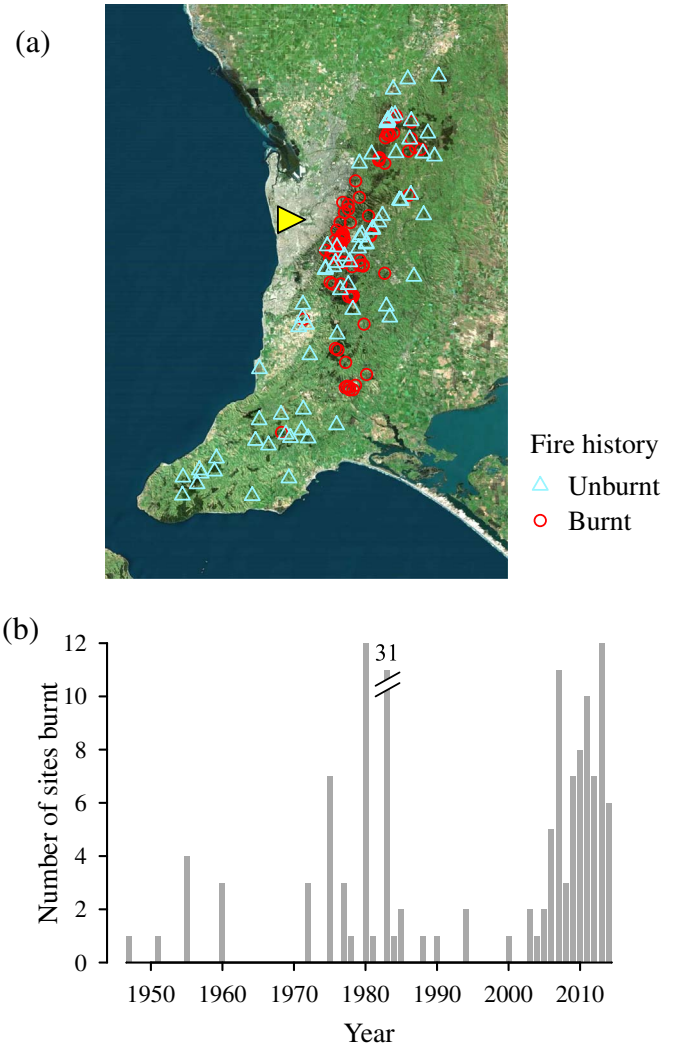 (a)
Fire history
Unburnt
Burnt
(b)
Number of sites burnt
12
10
8
6
4
2
0
31
1950 1960 1970 1980 1990 2000 2010
Year